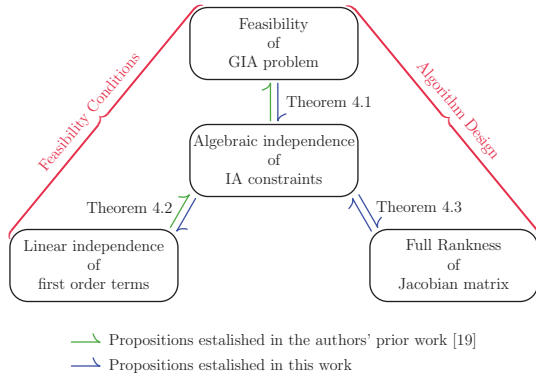 Feasibility
of
GIA problem
Feasibility Conditions
Algorithm Design
Theorem 4.1
Algebraic independence
of
IA constraints
Theorem 4.2
Theorem 4.3
Linear independence
of
first order terms
Full Rankness
of
Jacobian matrix
Propositions estalished in the authors' prior work [19]
Propositions estalished in this work